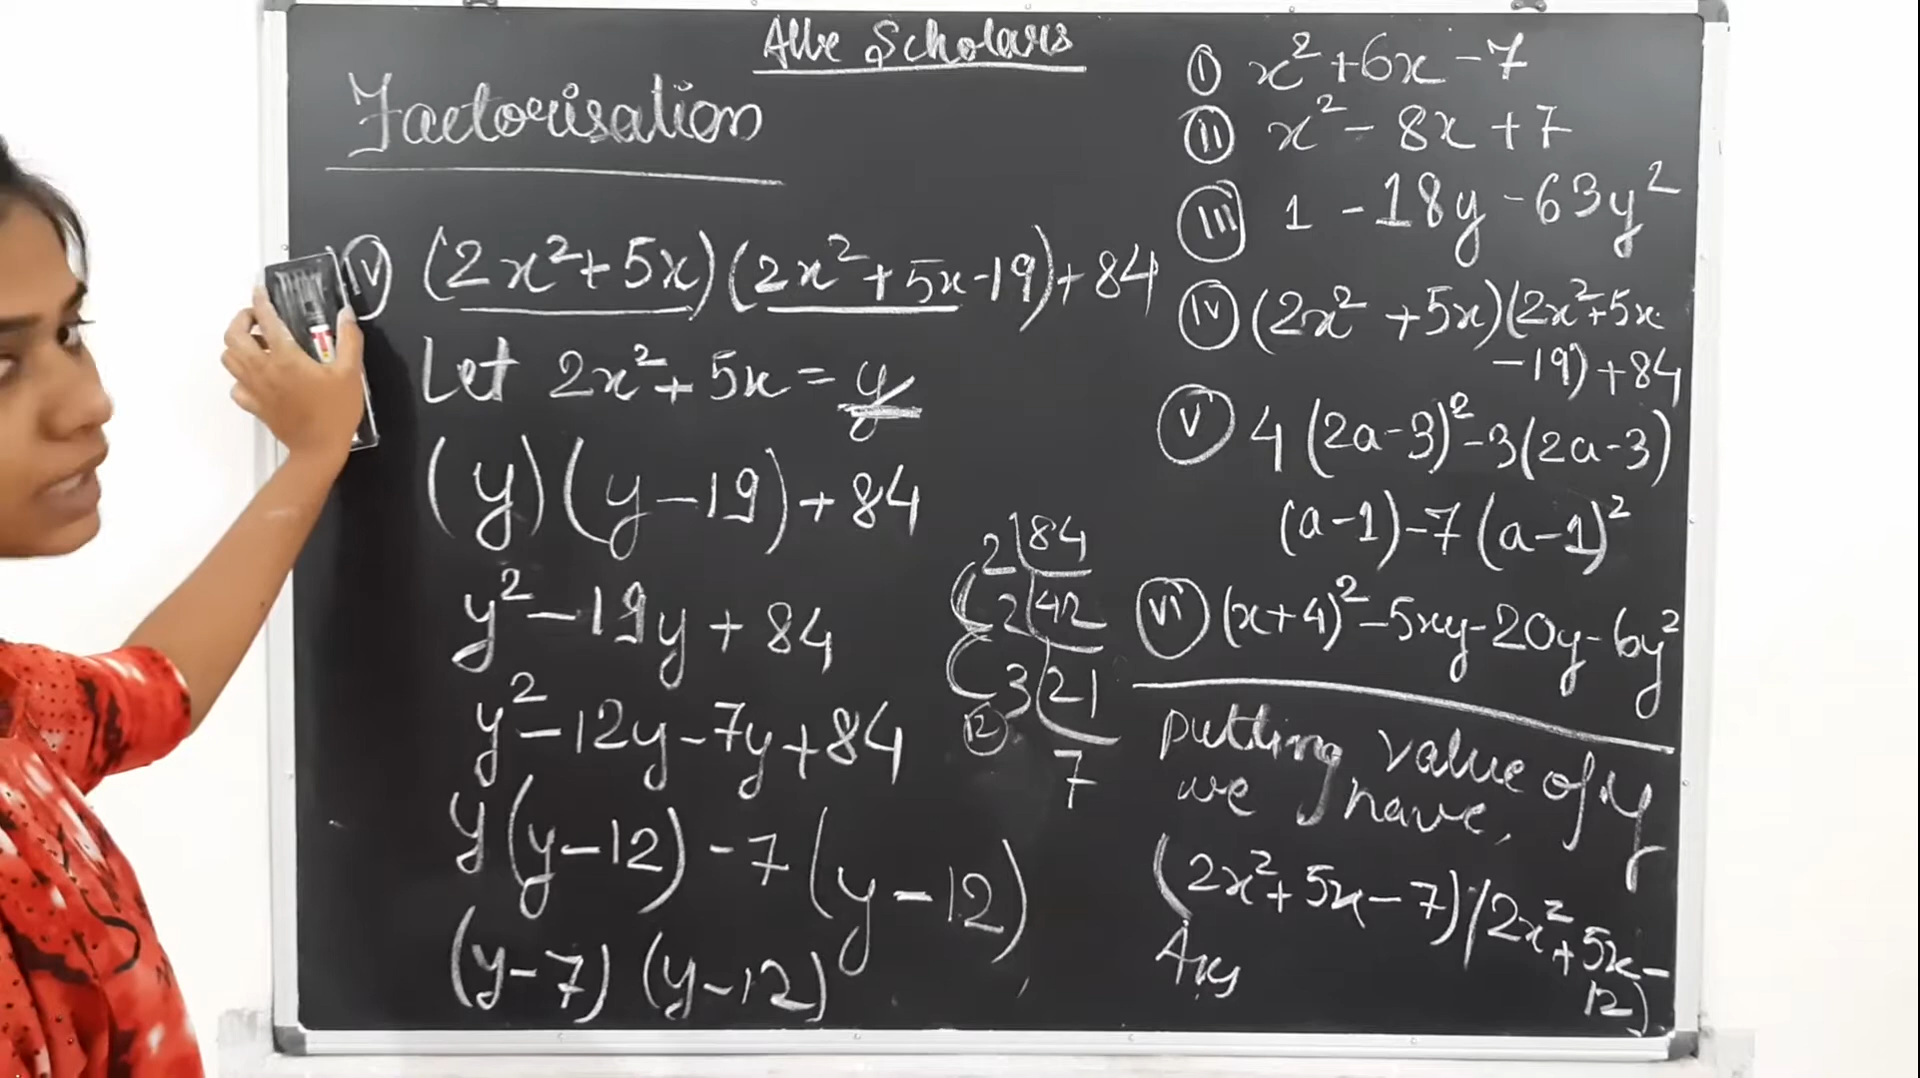 Alve Scholars
Factorisation
iv (2x²+5x)(2x²+5x-19)+84
Let 2x²+5x=y
(y)(y-19)+84
y²-19y+84
y²-12y-7y+84
y(y-12)-7(y-12)
(y-7)(y-12)
2|84
2|42
3|21
12
7
i x²+6x-7
ii x²-8x+7
iii 1-18y-63y²
iv (2x²+5x)(2x²+5x
-19)+84
v 4(2a-3)²-3(2a-3)
(a-1)-7(a-1)²
vi (x+4)²-5xy-20y-6y²
putting value of y
we have,
(2x²+5x-7)(2x²+5x-
12)
Ans